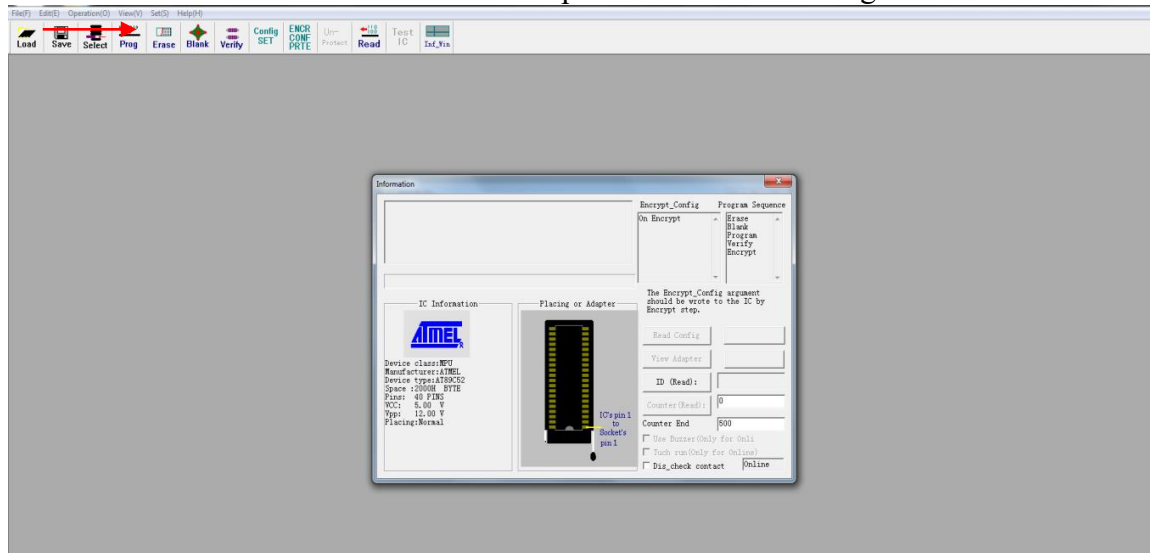 File(F) Edit(E) Operation(O) View(V) Set(S) Help(H)
Load Save Select Prog Erase Blank Verify Config SET ENCR CONF PRTE Un-Protect Read Test IC Inf_Win
Information
Encrypt_Config Program Sequence
On Encrypt
Erase
Blank
Program
Verify
Encrypt
The Encrypt_Config argument
should be wrote to the IC by
Encrypt step.
IC Information
ATMEL R
Device class:MPU
Manufacturer:ATMEL
Device type:AT89C52
Space :2000H BYTE
Pins: 40 PINS
VCC: 5.00 V
Vpp: 12.00 V
Placing:Normal
Placing or Adapter
IC's pin 1
to
Socket's
pin 1
Read Config
View Adapter
ID (Read):
Counter(Read): 0
Counter End 500
Use Buzzer(Only for Onli
Tuch run(Only for Online)
Dis_check contact Online